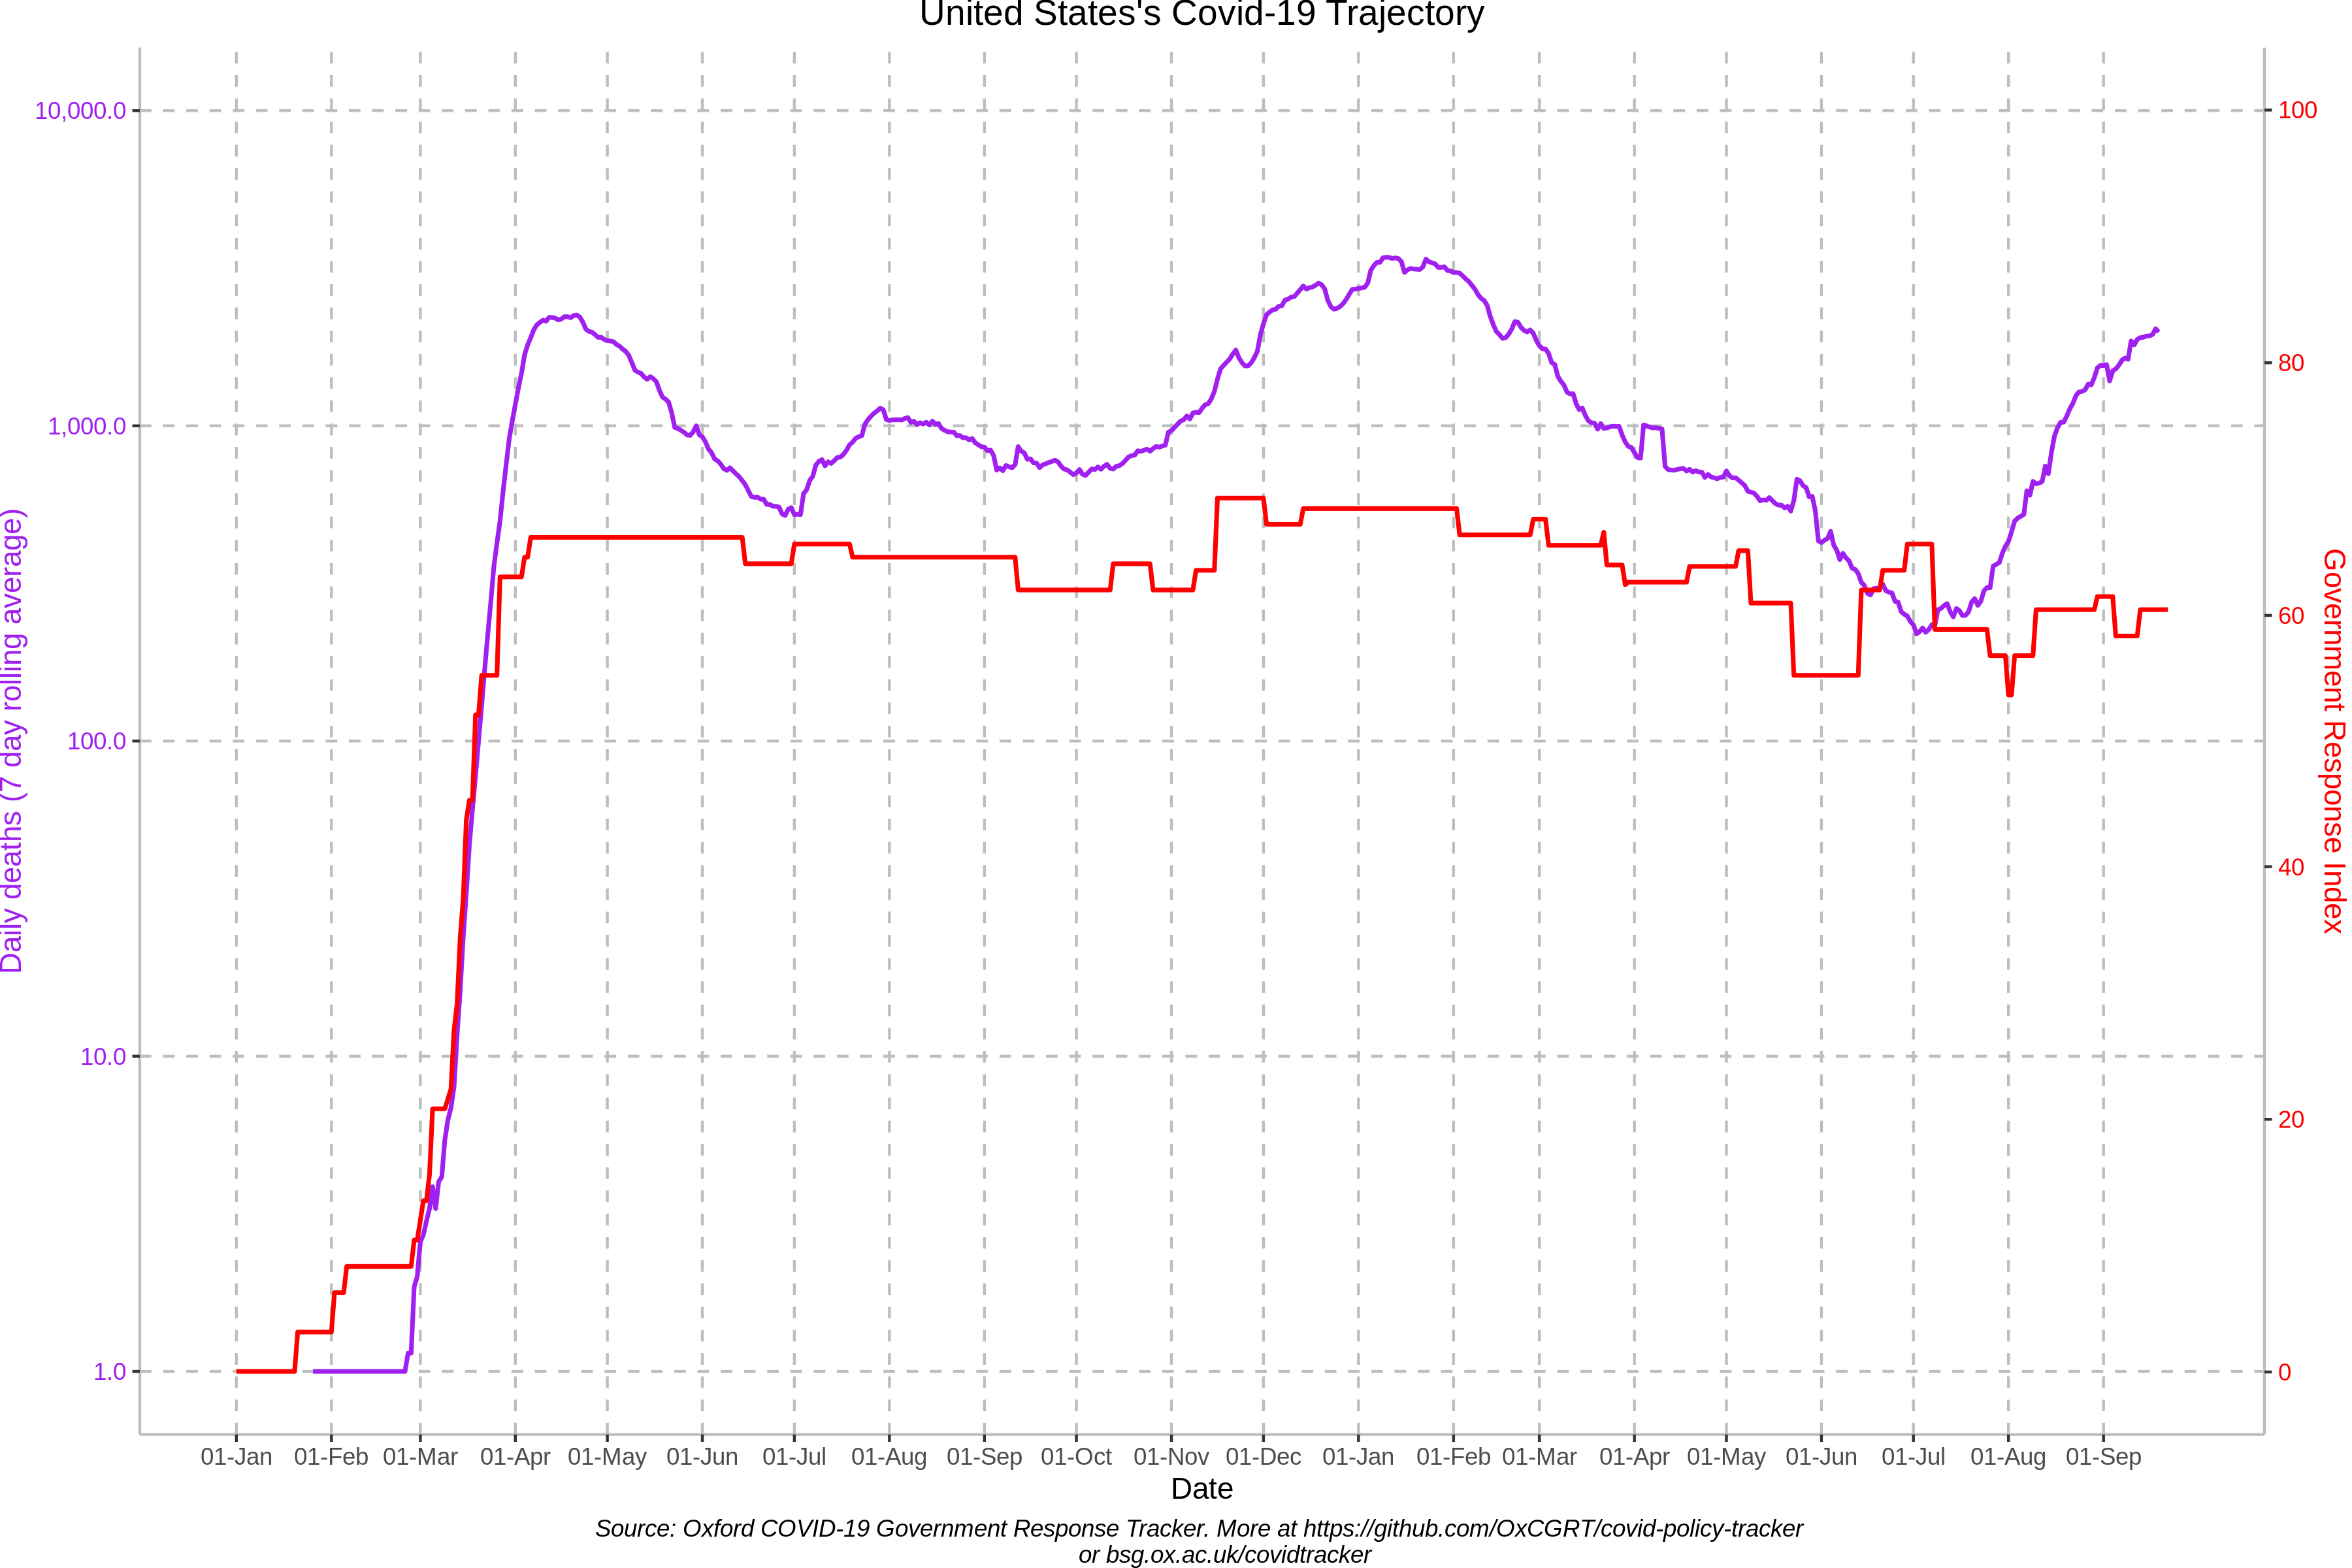 United States's Covid-19 Trajectory
10,000.0
1,000.0
100.0
10.0
1.0
Daily deaths (7 day rolling average)
100
80
60
40
20
0
Government Response Index
01-Jan 01-Feb 01-Mar 01-Apr 01-May 01-Jun 01-Jul 01-Aug 01-Sep 01-Oct 01-Nov 01-Dec 01-Jan 01-Feb 01-Mar 01-Apr 01-May 01-Jun 01-Jul 01-Aug 01-Sep
Date
Source: Oxford COVID-19 Government Response Tracker. More at https://github.com/OxCGRT/covid-policy-tracker
or bsg.ox.ac.uk/covidtracker